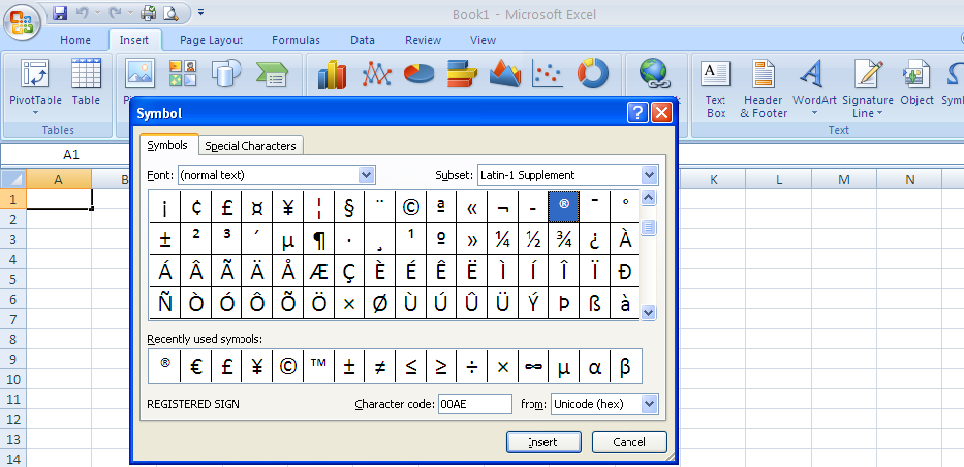 Book1 - Microsoft Excel
Home Insert Page Layout Formulas Data Review View
PivotTable Table Text Box Header & Footer WordArt Signature Line Object
Tables Text
Symbol
A1
Symbols Special Characters
Font: (normal text) Subset: Latin-1 Supplement
A B K L M N
¡ ¢ £ ¤ ¥ ¦ § ¨ © ª « ¬ - ® ¯ °
± ² ³ ´ µ ¶ · ¸ ¹ º » ¼ ½ ¾ ¿ À
Á Â Ã Ä Å Æ Ç È É Ê Ë Ì Í Î Ï Ð
Ñ Ò Ó Ô Õ Ö × Ø Ù Ú Û Ü Ý Þ ß à
Recently used symbols:
® € £ ¥ © ™ ± ≠ ≤ ≥ ÷ × ∞ µ α β
REGISTERED SIGN Character code: 00AE from: Unicode (hex)
Insert Cancel
1
2
3
4
5
6
7
8
9
10
11
12
13
14